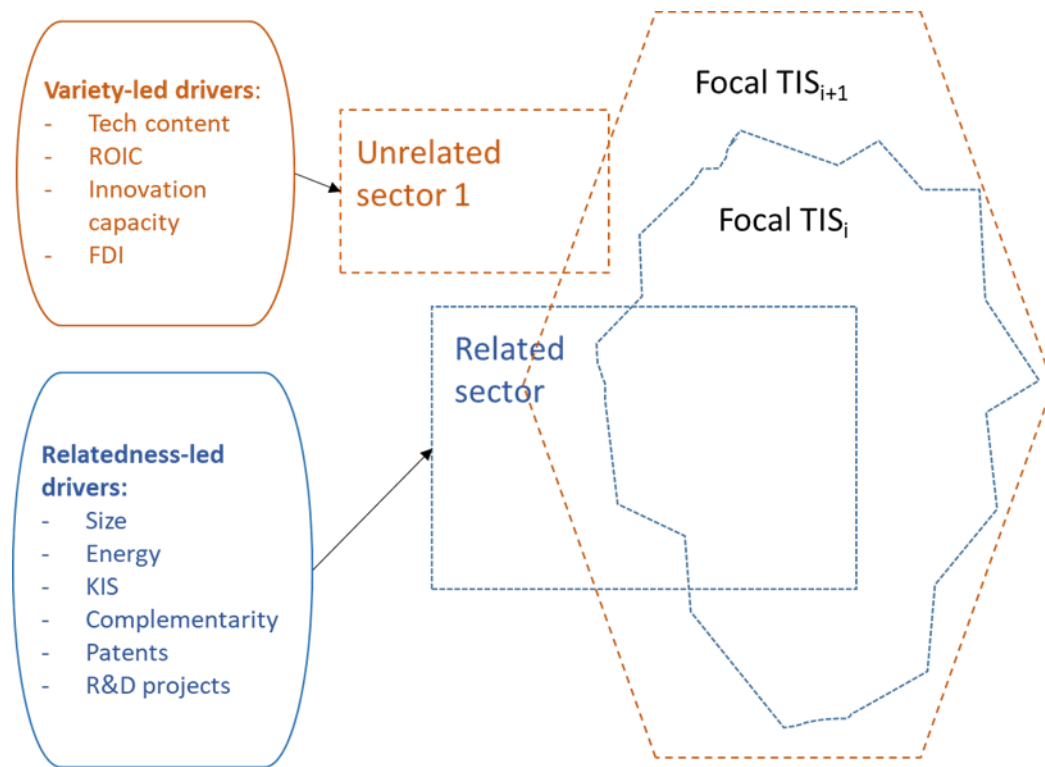 Variety-led drivers:
- Tech content
- ROIC
- Innovation
capacity
- FDI
Unrelated
sector 1
Focal TISi+1
Focal TISi
Related
sector
Relatedness-led
drivers:
- Size
- Energy
- KIS
- Complementarity
- Patents
- R&D projects